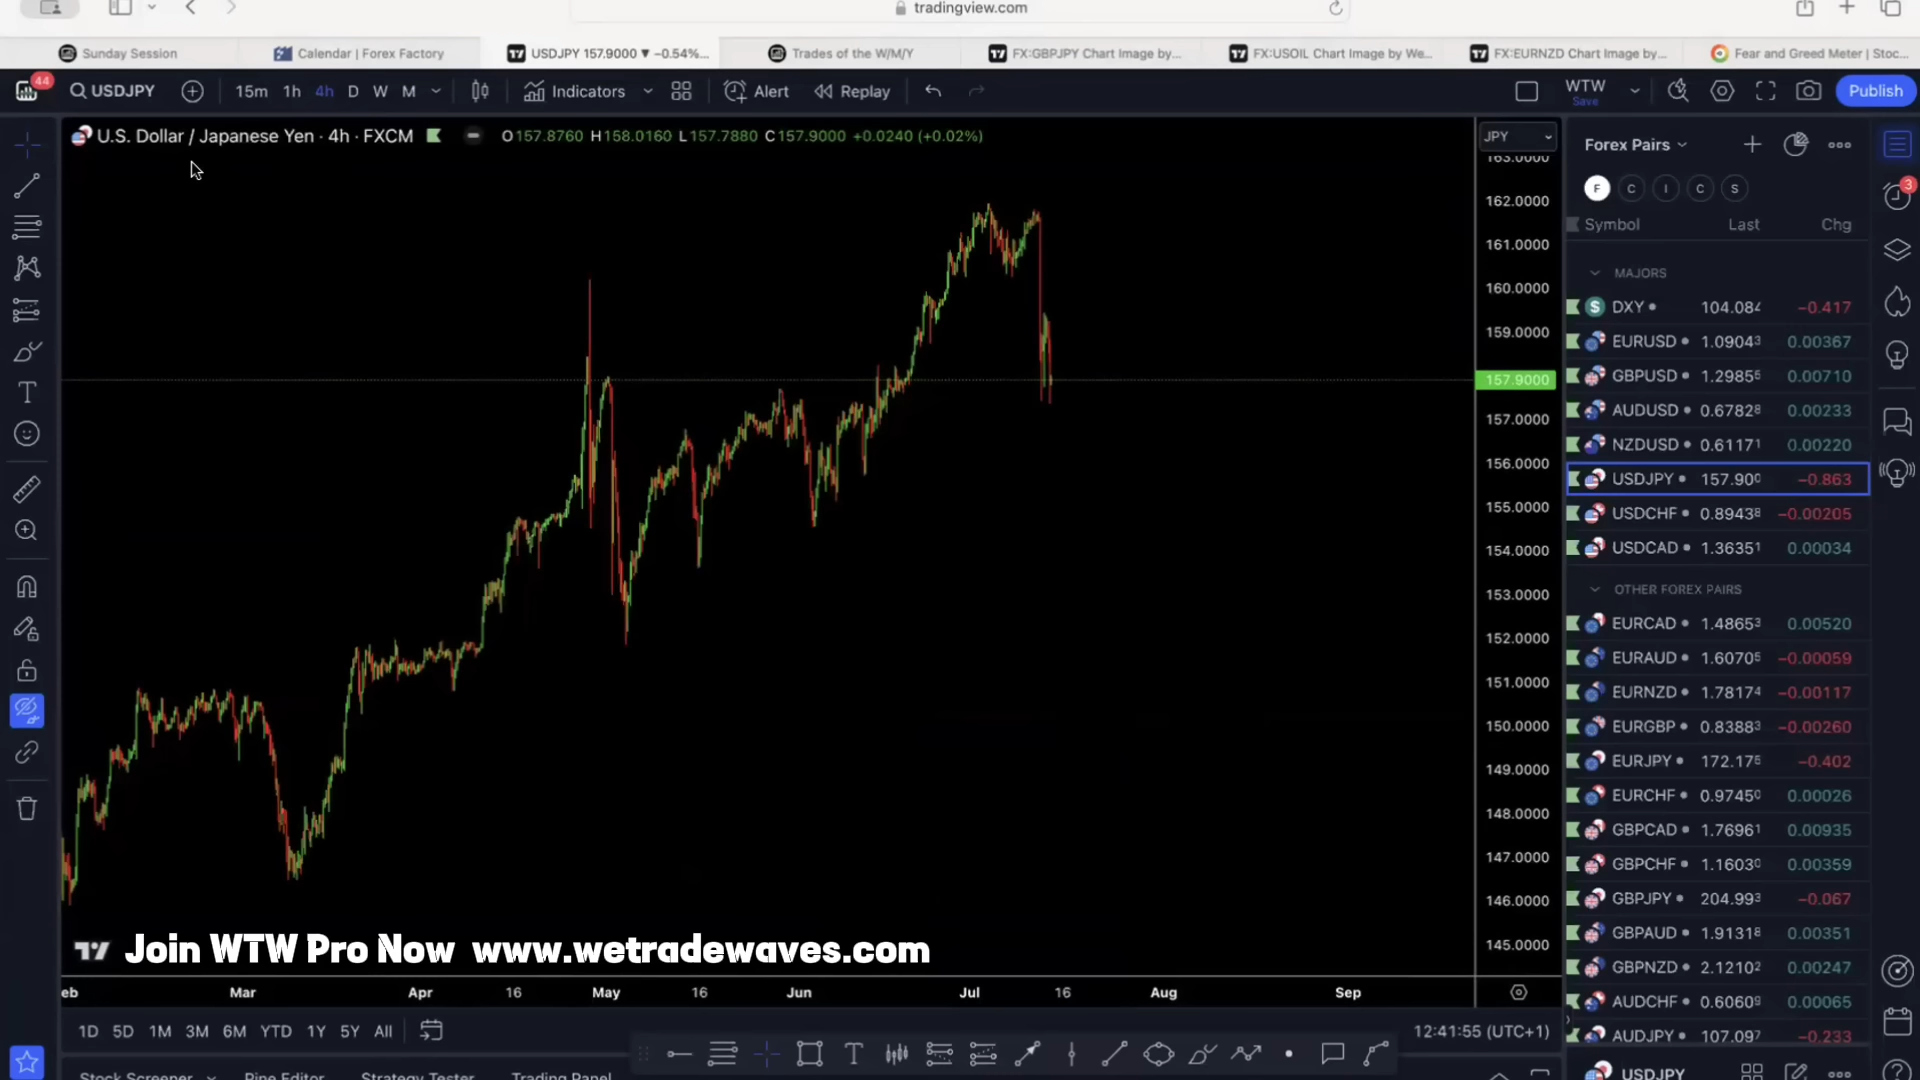 tradingview.com
Sunday Session
Calendar | Forex Factory
USDJPY 157.9000 ▼ −0.54%...
Trades of the W/M/Y
FX:GBPJPY Chart Image by...
FX:USOIL Chart Image by We...
FX:EURNZD Chart Image by...
Fear and Greed Meter | Stoc...
44
USDJPY
15m 1h 4h D W M
Indicators
Alert
Replay
WTW
Save
Publish
U.S. Dollar / Japanese Yen · 4h · FXCM
O157.8760 H158.0160 L157.7880 C157.9000 +0.0240 (+0.02%)
JPY
163.0000
162.0000
161.0000
160.0000
159.0000
157.9000
157.0000
156.0000
155.0000
154.0000
153.0000
152.0000
151.0000
150.0000
149.0000
148.0000
147.0000
146.0000
145.0000
Forex Pairs
F C I C S
3
Symbol Last Chg
MAJORS
DXY 104.084 −0.417
EURUSD 1.09043 0.00367
GBPUSD 1.29856 0.00710
AUDUSD 0.67828 0.00233
NZDUSD 0.61171 0.00220
USDJPY 157.900 −0.863
USDCHF 0.89438 −0.00205
USDCAD 1.36351 0.00034
OTHER FOREX PAIRS
EURCAD 1.48653 0.00520
EURAUD 1.60705 −0.00059
EURNZD 1.78174 −0.00117
EURGBP 0.83883 −0.00260
EURJPY 172.175 −0.402
EURCHF 0.97450 0.00026
GBPCAD 1.76961 0.00935
GBPCHF 1.16030 0.00359
GBPJPY 204.993 −0.067
GBPAUD 1.91318 0.00351
GBPNZD 2.12102 0.00247
AUDCHF 0.60609 0.00065
AUDJPY 107.097 −0.233
USDJPY
Join WTW Pro Now www.wetradewaves.com
eb Mar Apr 16 May 16 Jun Jul 16 Aug Sep
1D 5D 1M 3M 6M YTD 1Y 5Y All
12:41:55 (UTC+1)
Stock Screener
Pine Editor
Strategy Tester
Trading Panel